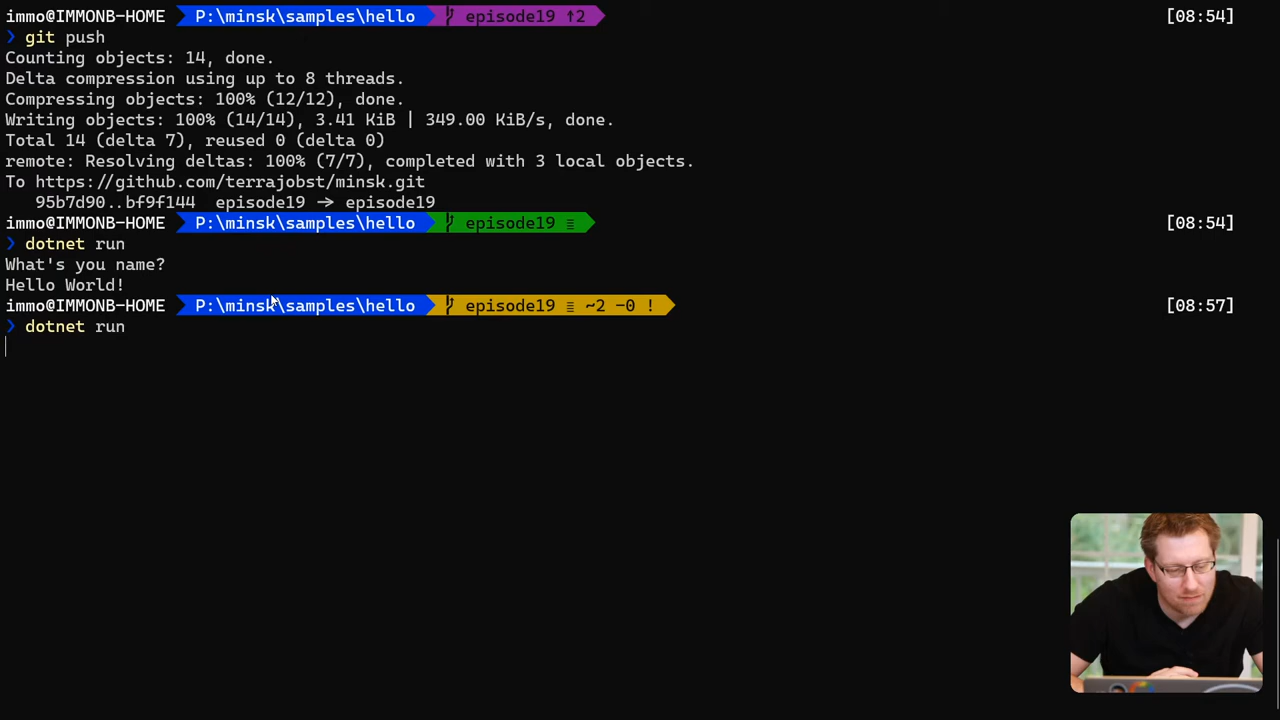 immo@IMMONB-HOME P:\minsk\samples\hello episode19 ↑2 [08:54]
❯ git push
Counting objects: 14, done.
Delta compression using up to 8 threads.
Compressing objects: 100% (12/12), done.
Writing objects: 100% (14/14), 3.41 KiB | 349.00 KiB/s, done.
Total 14 (delta 7), reused 0 (delta 0)
remote: Resolving deltas: 100% (7/7), completed with 3 local objects.
To https://github.com/terrajobst/minsk.git
95b7d90..bf9f144 episode19 -> episode19
immo@IMMONB-HOME P:\minsk\samples\hello episode19 ≡ [08:54]
❯ dotnet run
What's you name?
Hello World!
immo@IMMONB-HOME P:\minsk\samples\hello episode19 ≡ ~2 -0 ! [08:57]
❯ dotnet run